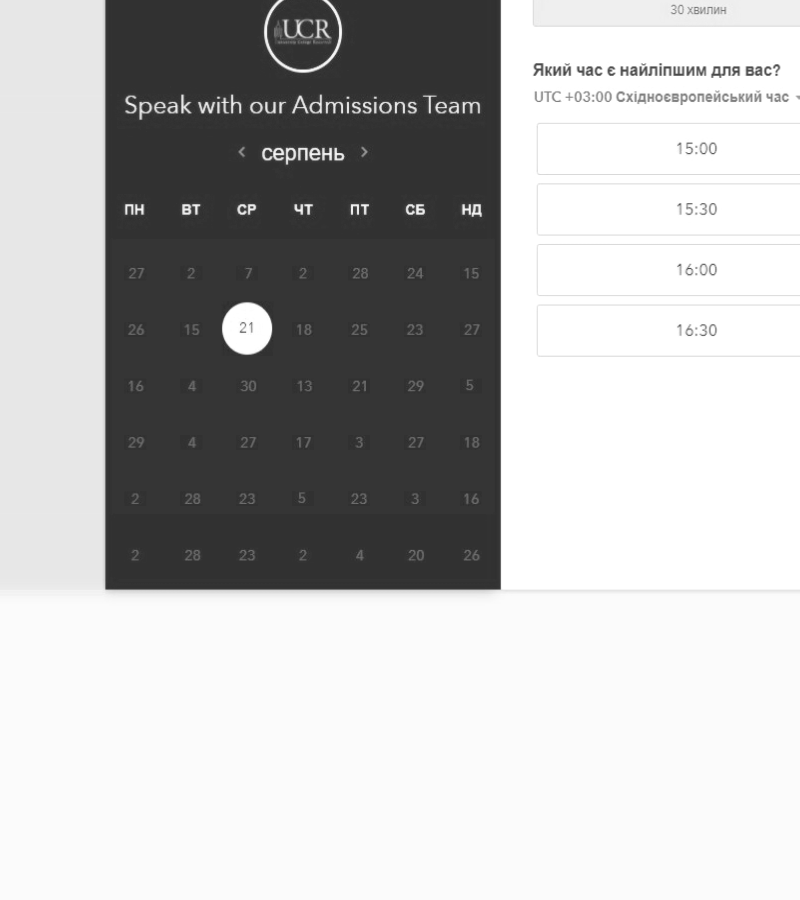 30 хвилин
UCR
Speak with our Admissions Team
серпень
Який час є найліпшим для вас?
UTC +03:00 Східноєвропейський час
ПН ВТ СР ЧТ ПТ СБ НД
27 2 7 2 28 24 15
26 15 21 18 25 23 27
16 4 30 13 21 29 5
29 4 27 17 3 27 18
2 28 23 5 23 3 16
2 28 23 2 4 20 26
15:00
15:30
16:00
16:30